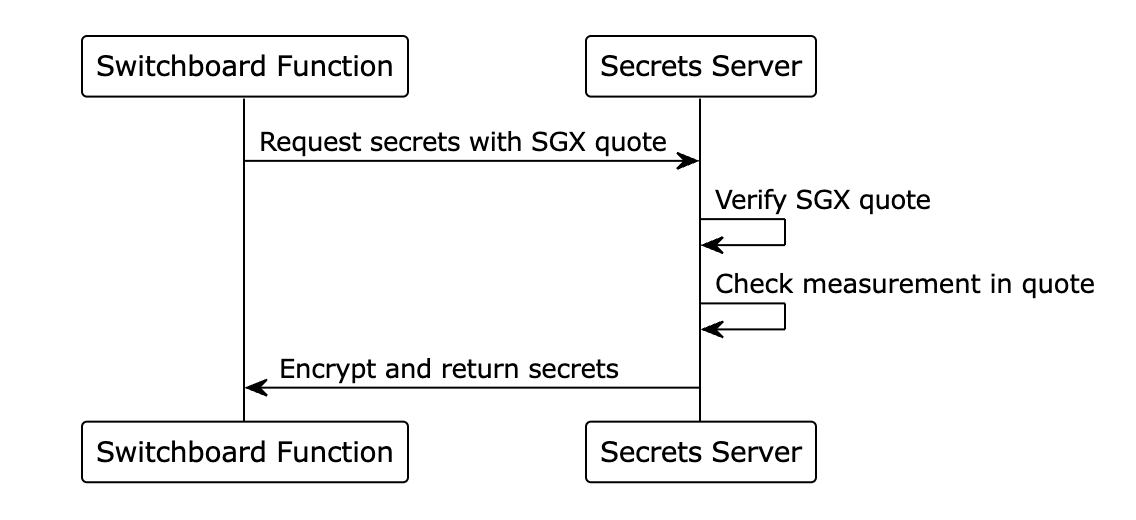 Switchboard Function
Secrets Server
Request secrets with SGX quote
Verify SGX quote
Check measurement in quote
Encrypt and return secrets
Switchboard Function
Secrets Server